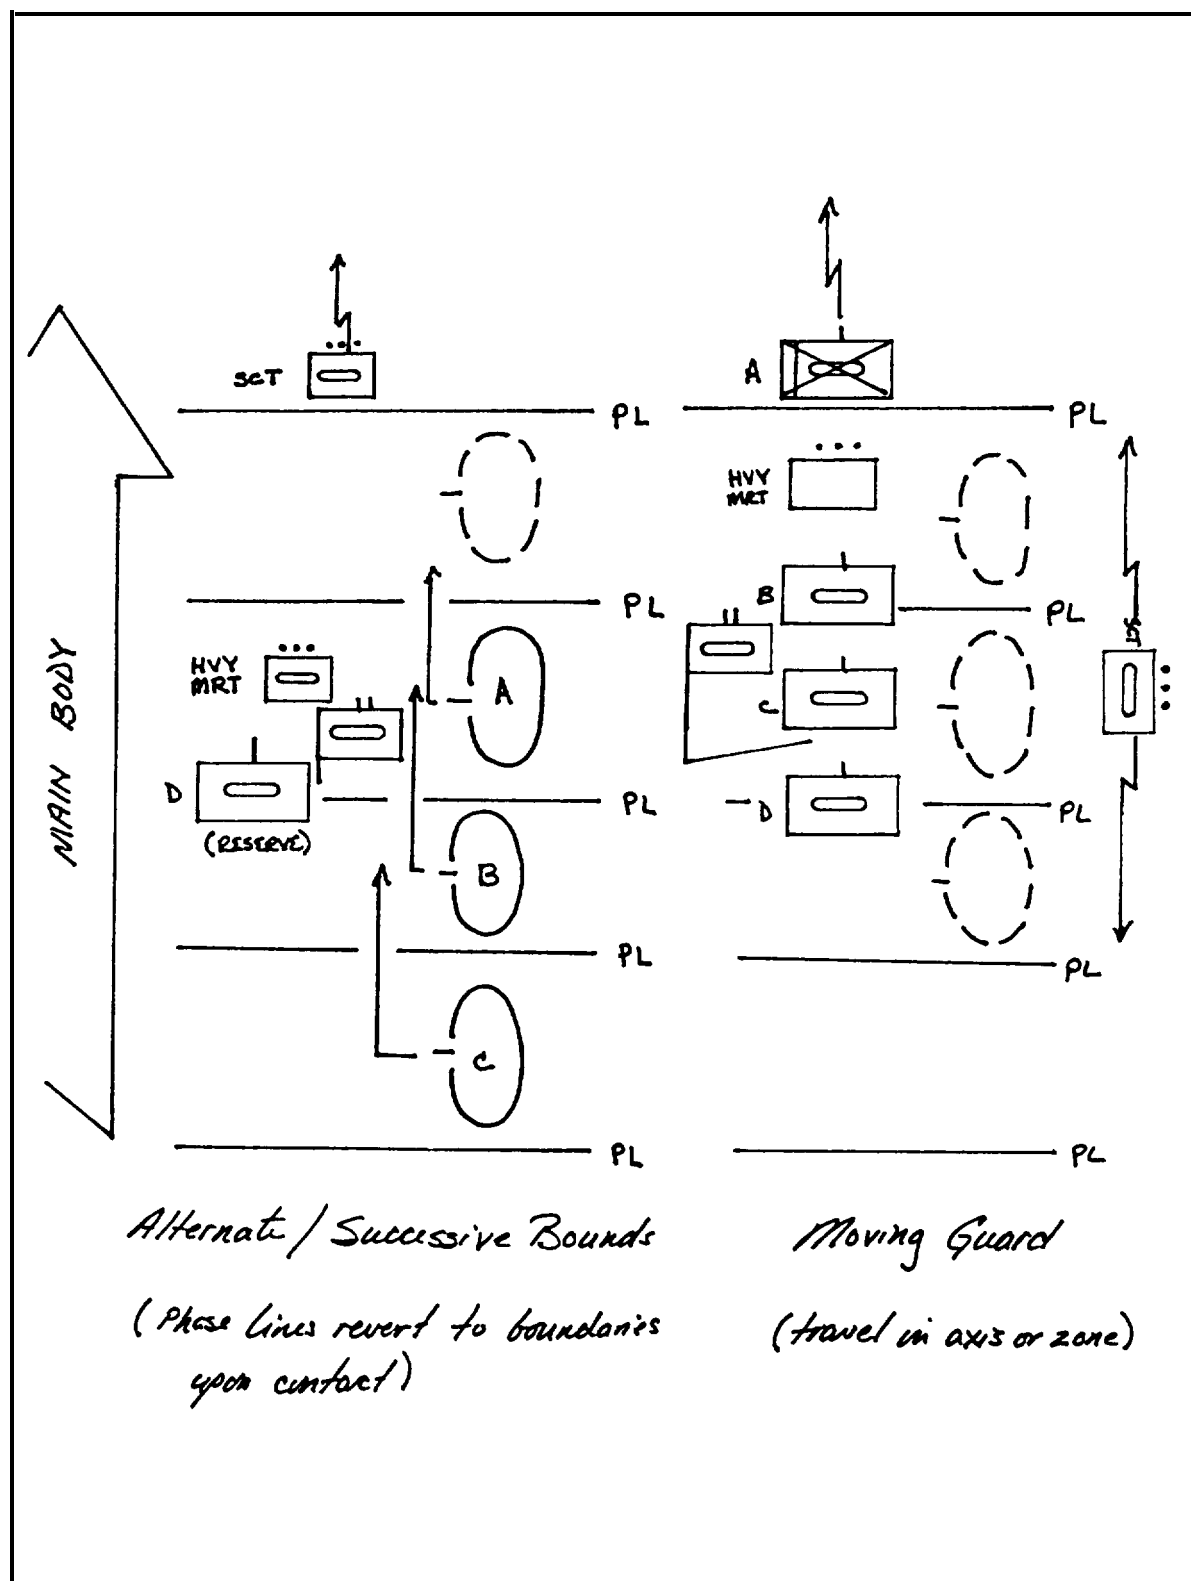 SCT
PL
A
PL
HVY
MRT
B
PL
PL
SCT
HVY
MRT
A
C
MAIN BODY
D
(RESERVE)
PL
D
PL
B
PL
PL
C
PL
PL
Alternate / Successive Bounds
(Phase lines revert to boundaries
upon contact)
Moving Guard
(travel in axis or zone)